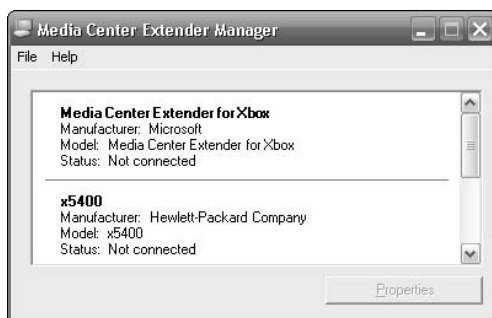 Media Center Extender Manager
File Help
Media Center Extender for Xbox
Manufacturer: Microsoft
Model: Media Center Extender for Xbox
Status: Not connected
x5400
Manufacturer: Hewlett-Packard Company
Model: x5400
Status: Not connected
Properties